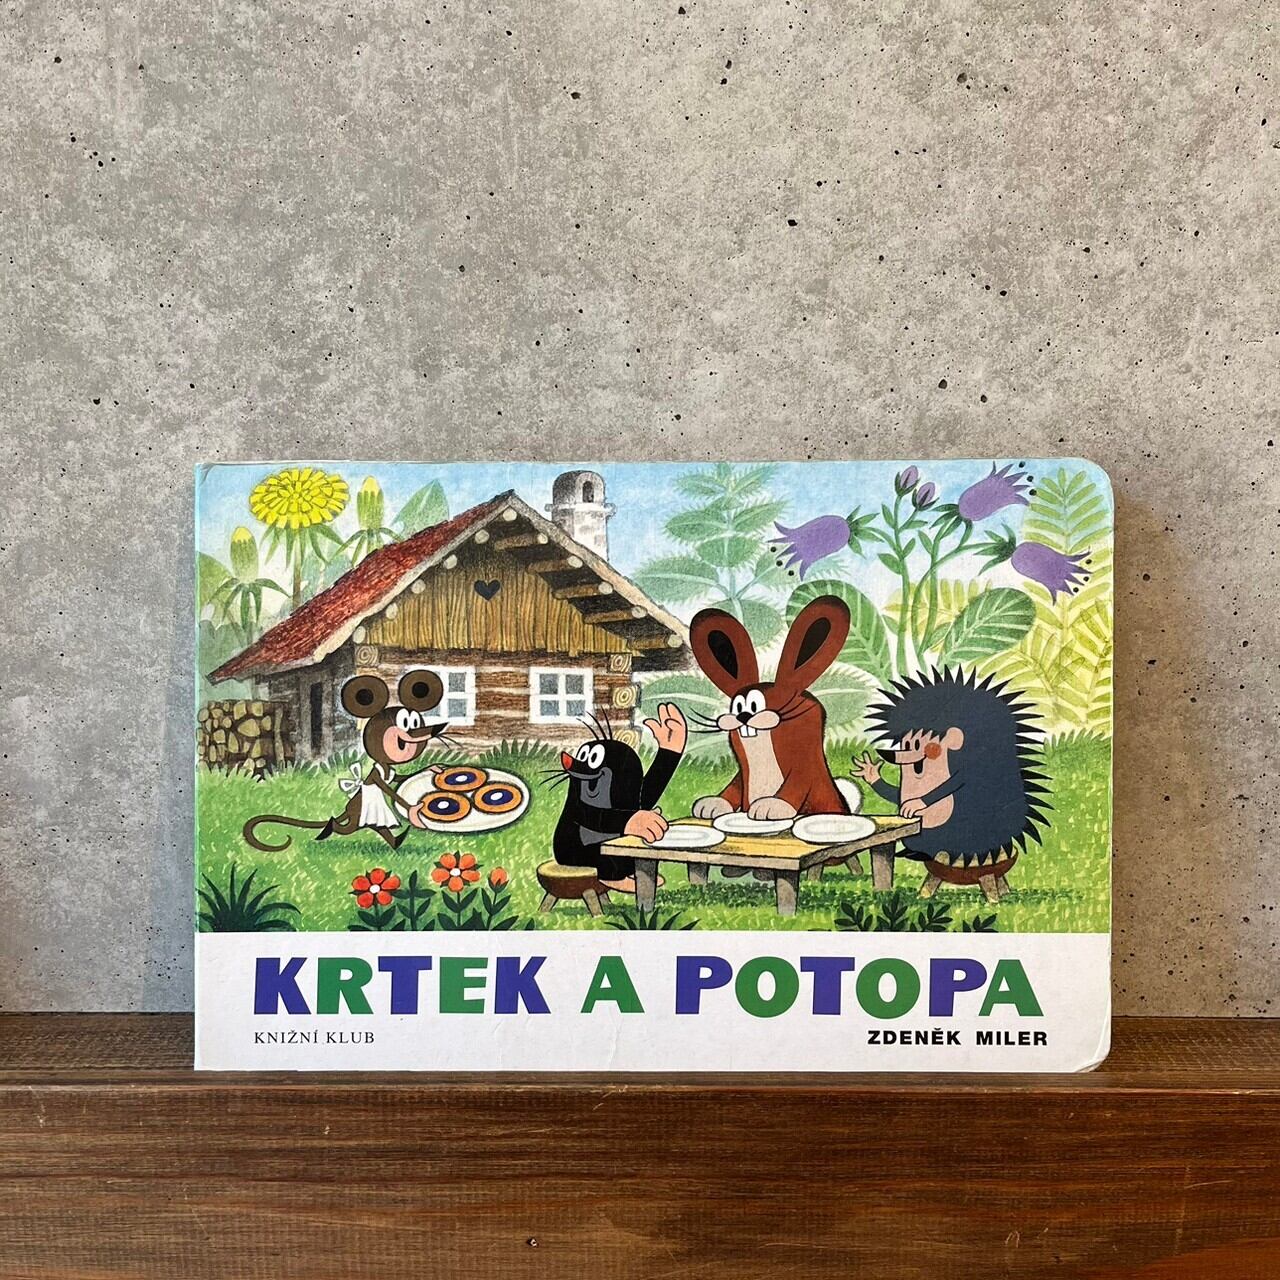 KRTEK A POTOPA
KNIŽNÍ KLUB
ZDENĚK MILER